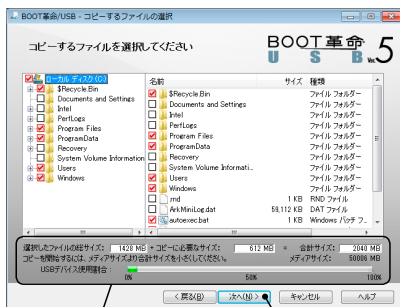 BOOT革命/USB - コピーするファイルの選択
コピーするファイルを選択してください
BOOT革命
USB Ver.5
ローカル ディスク (C:)
$Recycle.Bin
Documents and Settings
Intel
PerfLogs
Program Files
ProgramData
Recovery
System Volume Information
Users
Windows
名前 サイズ 種類
$Recycle.Bin ファイル フォルダー
Documents and Settings ファイル フォルダー
Intel ファイル フォルダー
PerfLogs ファイル フォルダー
Program Files ファイル フォルダー
ProgramData ファイル フォルダー
Recovery ファイル フォルダー
System Volume Informati... ファイル フォルダー
Users ファイル フォルダー
Windows ファイル フォルダー
.rnd 1 KB RND ファイル
ArkMiniLog.dat 59,112 KB DAT ファイル
autoexec.bat 1 KB Windows バッチ フ...
選択したファイルの総サイズ: 1428 MB + コピーに必要なサイズ: 612 MB = 合計サイズ: 2040 MB
コピーを開始するには、メディアサイズより合計サイズを小さくしてください。 メディアサイズ: 50006 MB
USBデバイス使用割合:
0% 50% 100%
< 戻る(B) 次へ(N) > キャンセル ヘルプ